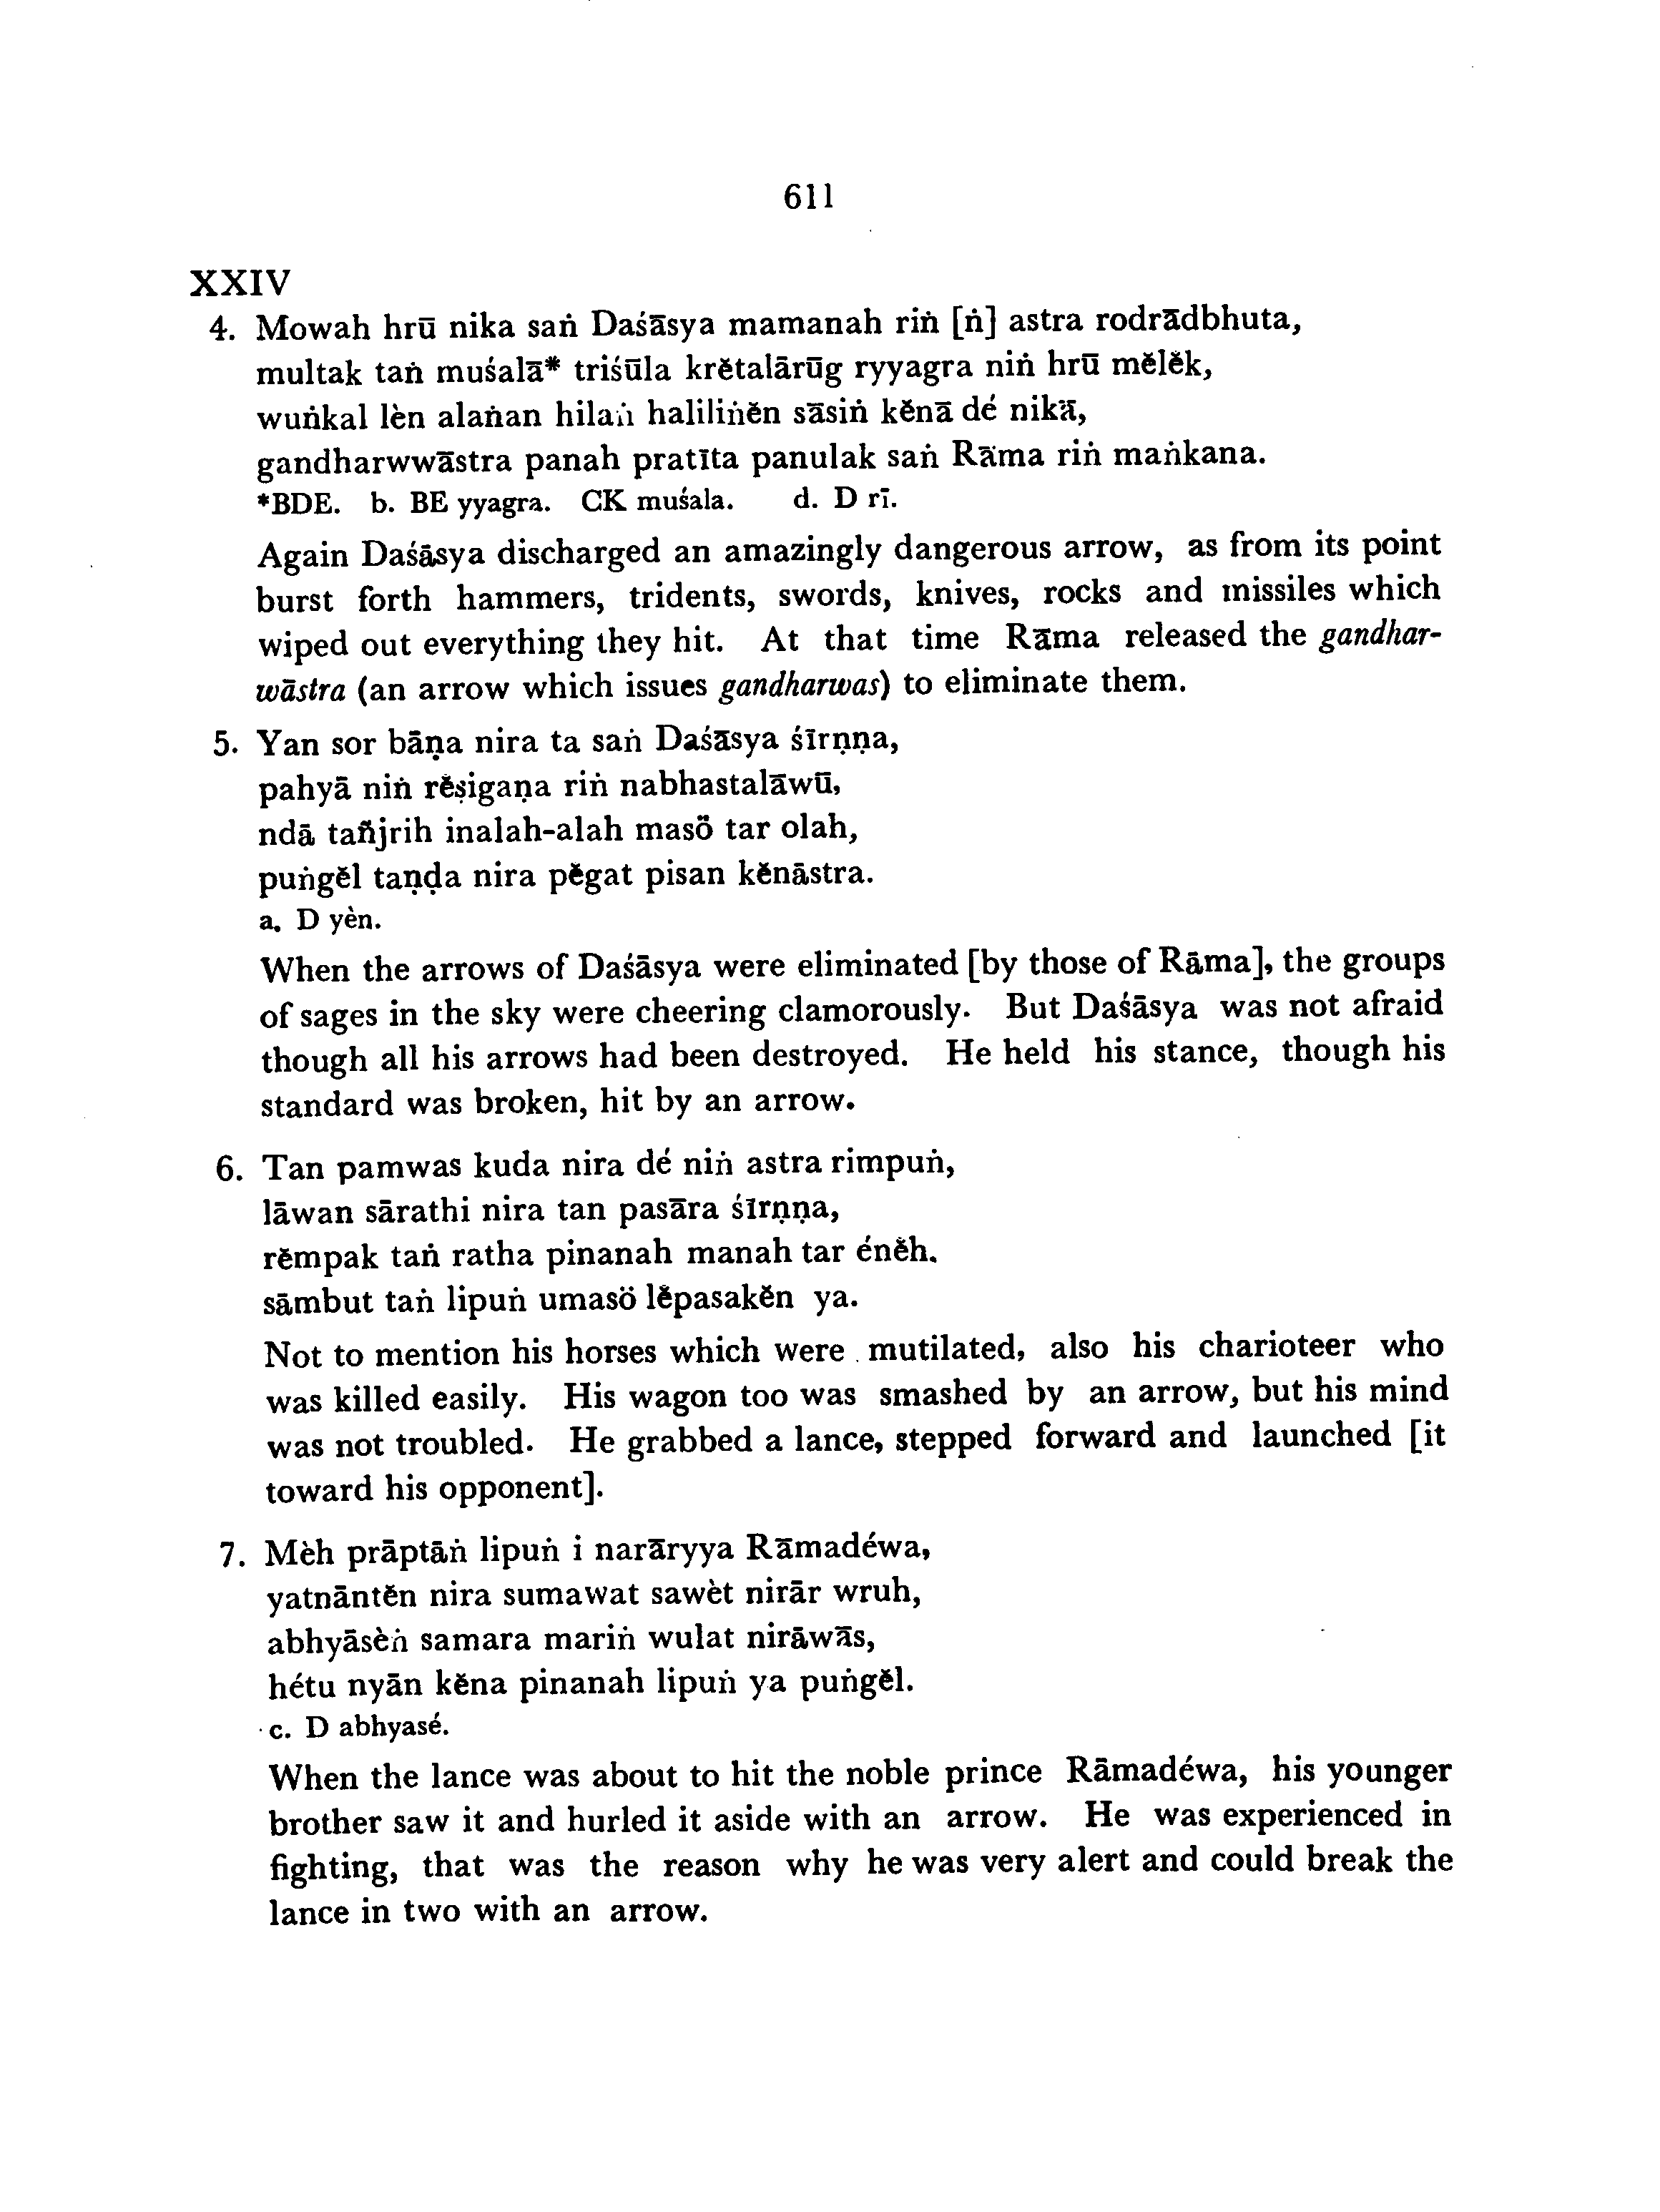 611
XXIV
4. Mowah hrū nika saṅ Daśāsya mamanah riṅ [ṅ] astra rodrādbhuta,
multak taṅ muśalā* triśūla krĕtalārūg ryyagra niṅ hrū mĕlĕk,
wuṅkal lèn alaṅan hilaṅ haliliṅĕn sāsiṅ kĕnā dé nikā,
gandharwwāstra panah pratīta panulak saṅ Rāma riṅ maṅkana.
*BDE. b. BE yyagra. CK muśala. d. D rī.
Again Daśāsya discharged an amazingly dangerous arrow, as from its point
burst forth hammers, tridents, swords, knives, rocks and missiles which
wiped out everything they hit. At that time Rāma released the gandhar-
wāstra (an arrow which issues gandharwas) to eliminate them.
5. Yan sor bāṇa nira ta saṅ Daśāsya śīrṇṇa,
pahyā niṅ rĕṣigaṇa riṅ nabhastalāwū,
ndā tañjrih inalah-alah masö tar olah,
puṅgĕl taṇḍa nira pĕgat pisan kĕnāstra.
a. D yèn.
When the arrows of Daśāsya were eliminated [by those of Rāma], the groups
of sages in the sky were cheering clamorously. But Daśāsya was not afraid
though all his arrows had been destroyed. He held his stance, though his
standard was broken, hit by an arrow.
6. Tan pamwas kuda nira dé niṅ astra rimpuṅ,
lāwan sārathi nira tan pasāra śīrṇṇa,
rĕmpak taṅ ratha pinanah manah tar énĕh.
sāmbut taṅ lipuṅ umasö lĕpasakĕn ya.
Not to mention his horses which were mutilated, also his charioteer who
was killed easily. His wagon too was smashed by an arrow, but his mind
was not troubled. He grabbed a lance, stepped forward and launched [it
toward his opponent].
7. Mèh prāptāṅ lipuṅ i narāryya Rāmadéwa,
yatnāntĕn nira sumawat sawèt nirār wruh,
abhyāsèṅ samara mariṅ wulat nirāwās,
hétu nyān kĕna pinanah lipuṅ ya puṅgĕl.
c. D abhyasé.
When the lance was about to hit the noble prince Rāmadéwa, his younger
brother saw it and hurled it aside with an arrow. He was experienced in
fighting, that was the reason why he was very alert and could break the
lance in two with an arrow.